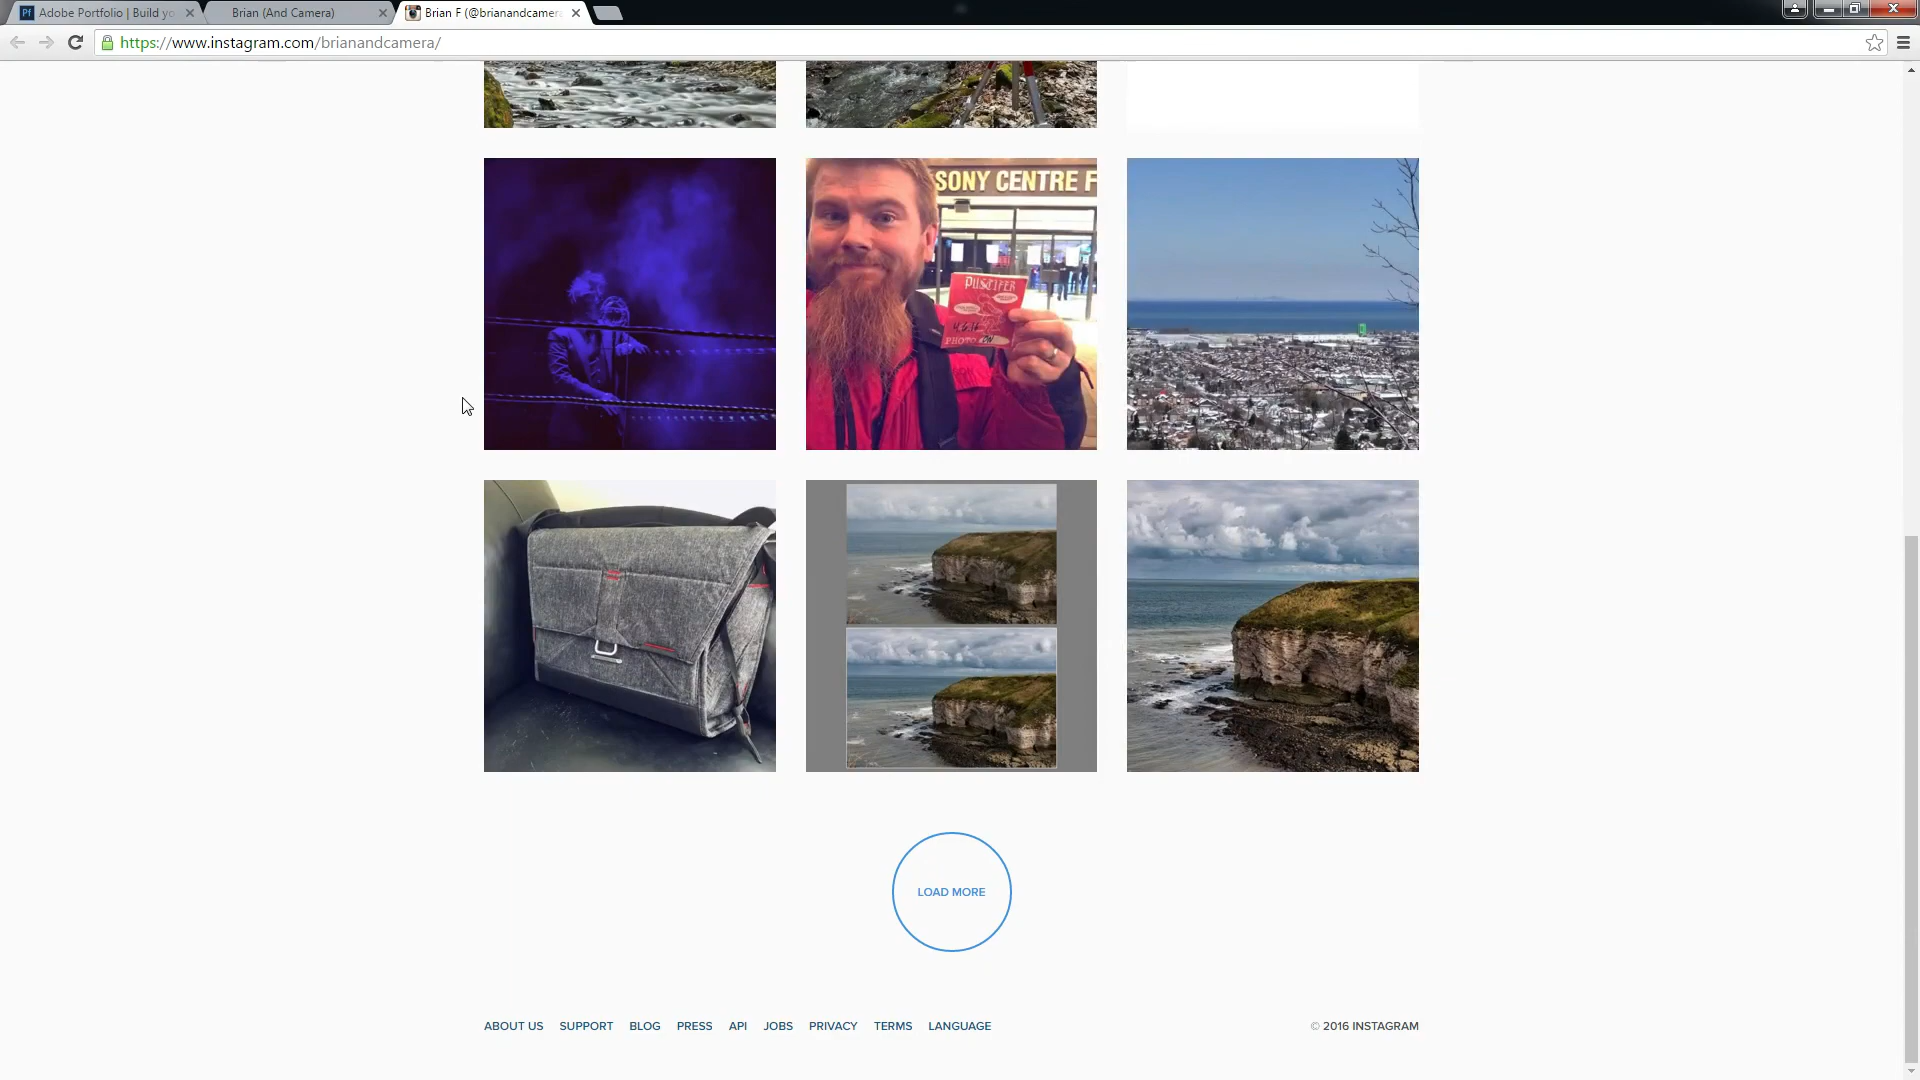 Adobe Portfolio | Build yo
Brian (And Camera)
Brian F (@brianandcamera
https://www.instagram.com/brianandcamera/
SONY CENTRE F
PUSCIFER
PHOTO
LOAD MORE
ABOUT US SUPPORT BLOG PRESS API JOBS PRIVACY TERMS LANGUAGE
© 2016 INSTAGRAM